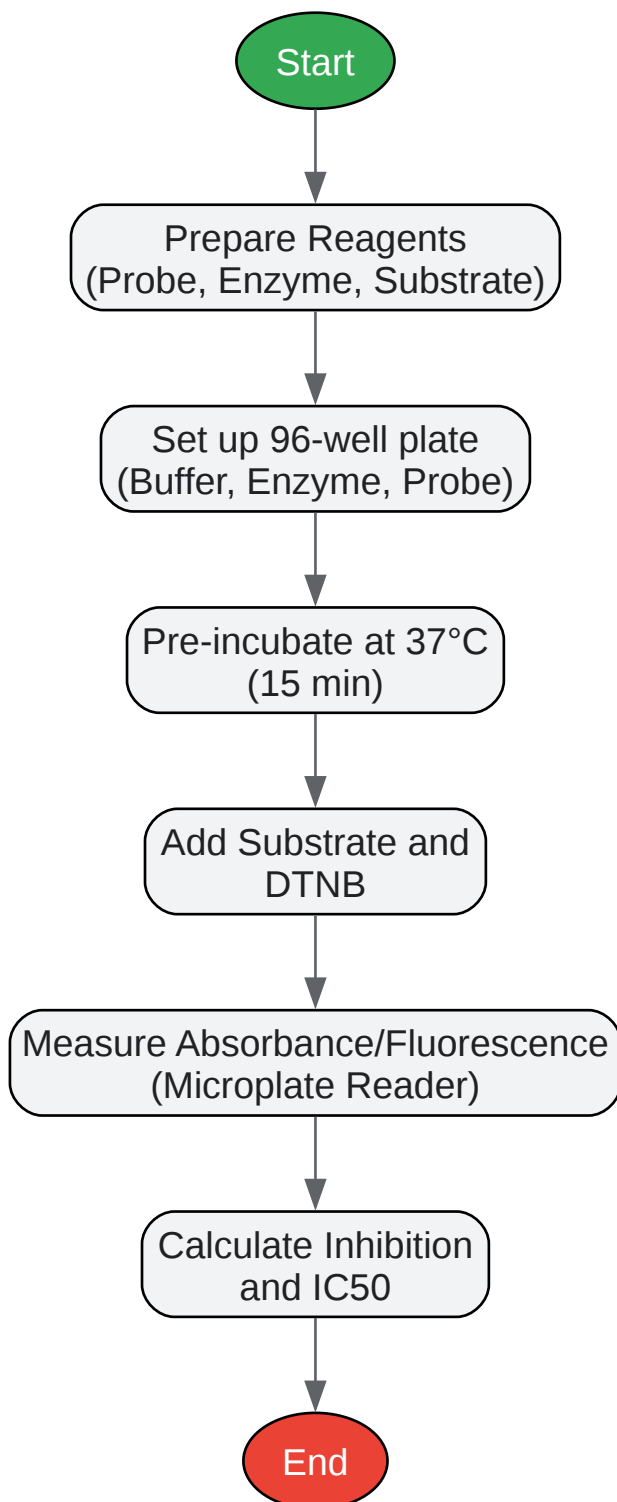 Start
Prepare Reagents
(Probe, Enzyme, Substrate)
Set up 96-well plate
(Buffer, Enzyme, Probe)
Pre-incubate at 37°C
(15 min)
Add Substrate and
DTNB
Measure Absorbance/Fluorescence
(Microplate Reader)
Calculate Inhibition
and IC50
End